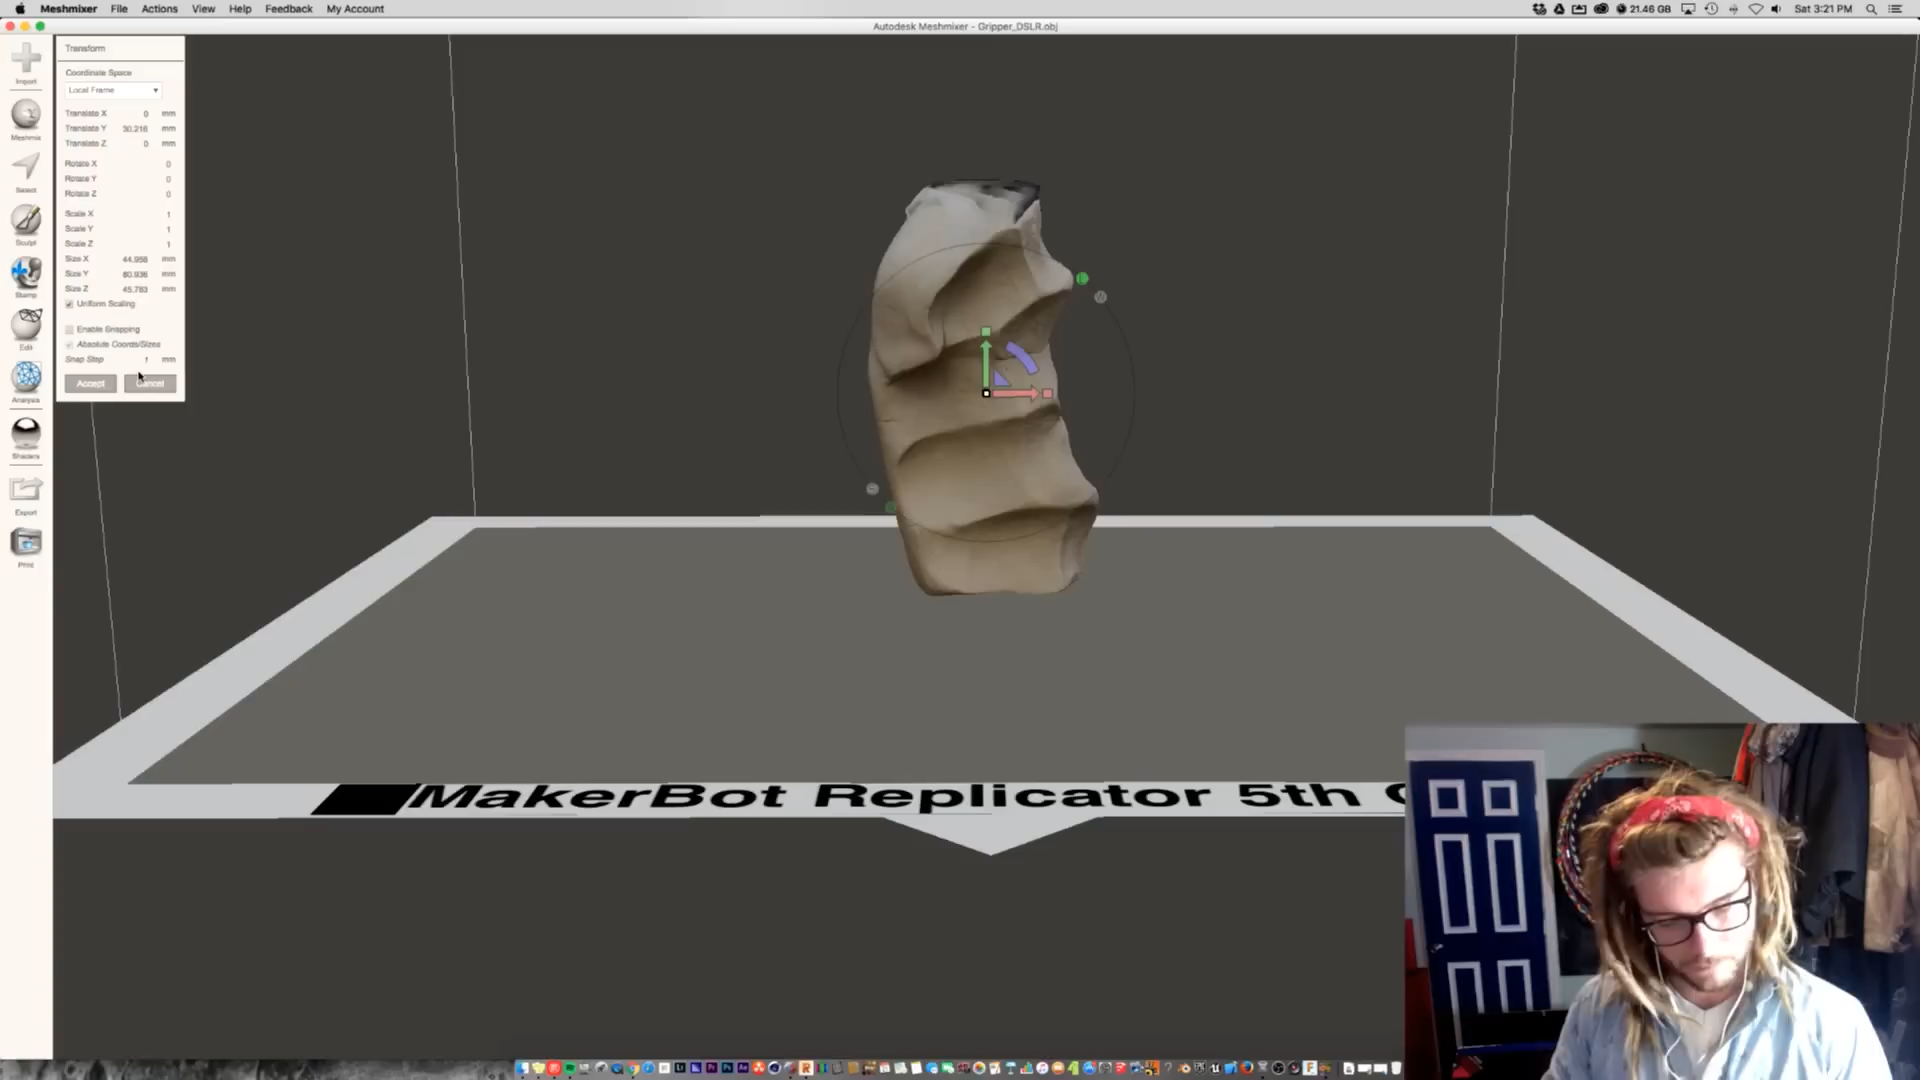 Meshmixer File Actions View Help Feedback My Account 21.46 GB Sat 3:21 PM
Autodesk Meshmixer - Gripper_DSLR.obj
Import
Meshmix
Select
Sculpt
Stamp
Edit
Analysis
Shaders
Export
Print
Transform
Coordinate Space
Local Frame
Translate X 0 mm
Translate Y 30.216 mm
Translate Z 0 mm
Rotate X 0
Rotate Y 0
Rotate Z 0
Scale X 1
Scale Y 1
Scale Z 1
Size X 44.958 mm
Size Y 80.936 mm
Size Z 45.763 mm
Uniform Scaling
Enable Snapping
Absolute Coords/Sizes
Snap Step 1 mm
Accept Cancel
MakerBot Replicator 5th